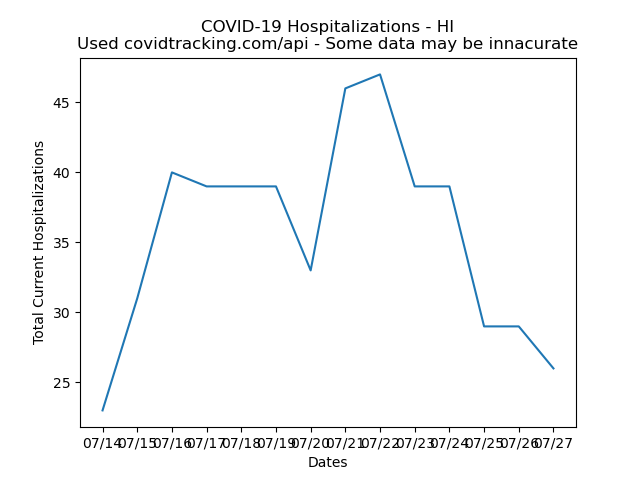 COVID-19 Hospitalizations - HI
Used covidtracking.com/api - Some data may be innacurate
Total Current Hospitalizations
45
40
35
30
25
07/14 07/15 07/16 07/17 07/18 07/19 07/20 07/21 07/22 07/23 07/24 07/25 07/26 07/27
Dates